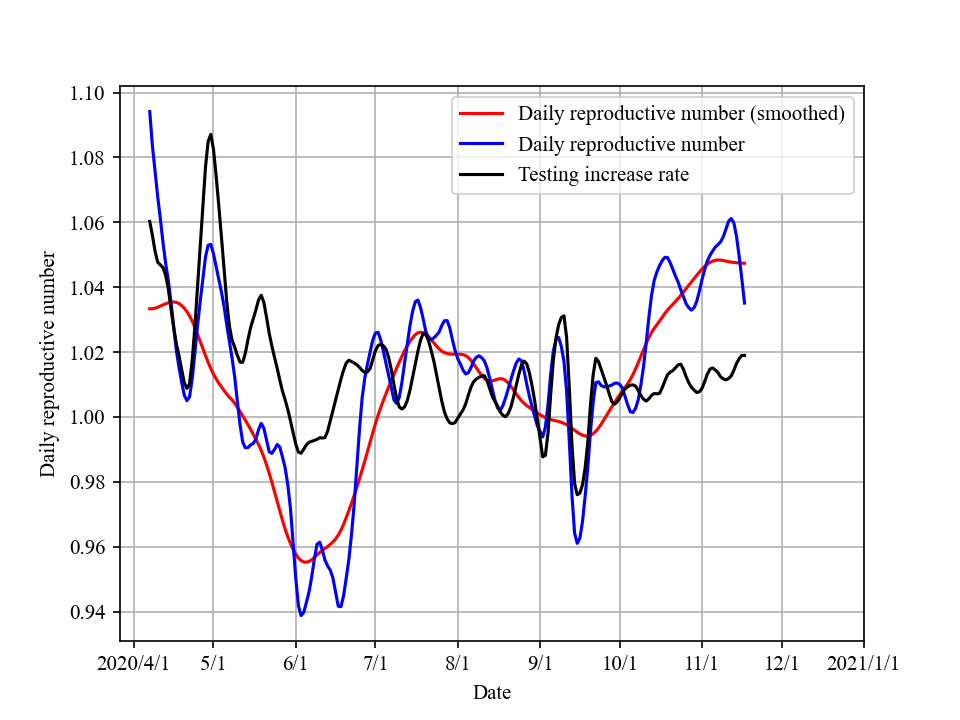 1.10
1.08
1.06
1.04
1.02
1.00
0.98
0.96
0.94
Daily reproductive number
Daily reproductive number (smoothed)
Daily reproductive number
Testing increase rate
2020/4/1 5/1 6/1 7/1 8/1 9/1 10/1 11/1 12/1 2021/1/1
Date